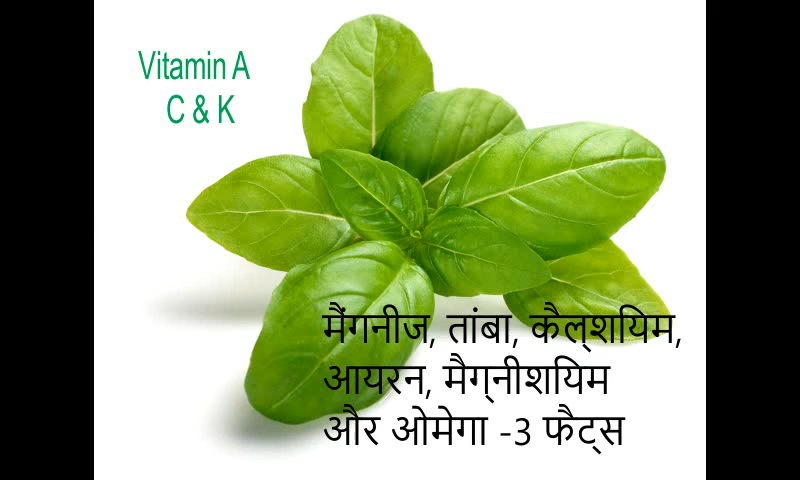 Vitamin A
C & K
मैंगनीज, तांबा, कैल्शयिम,
आयरन, मैग्नीशयिम
और ओमेगा -3 फैट्स